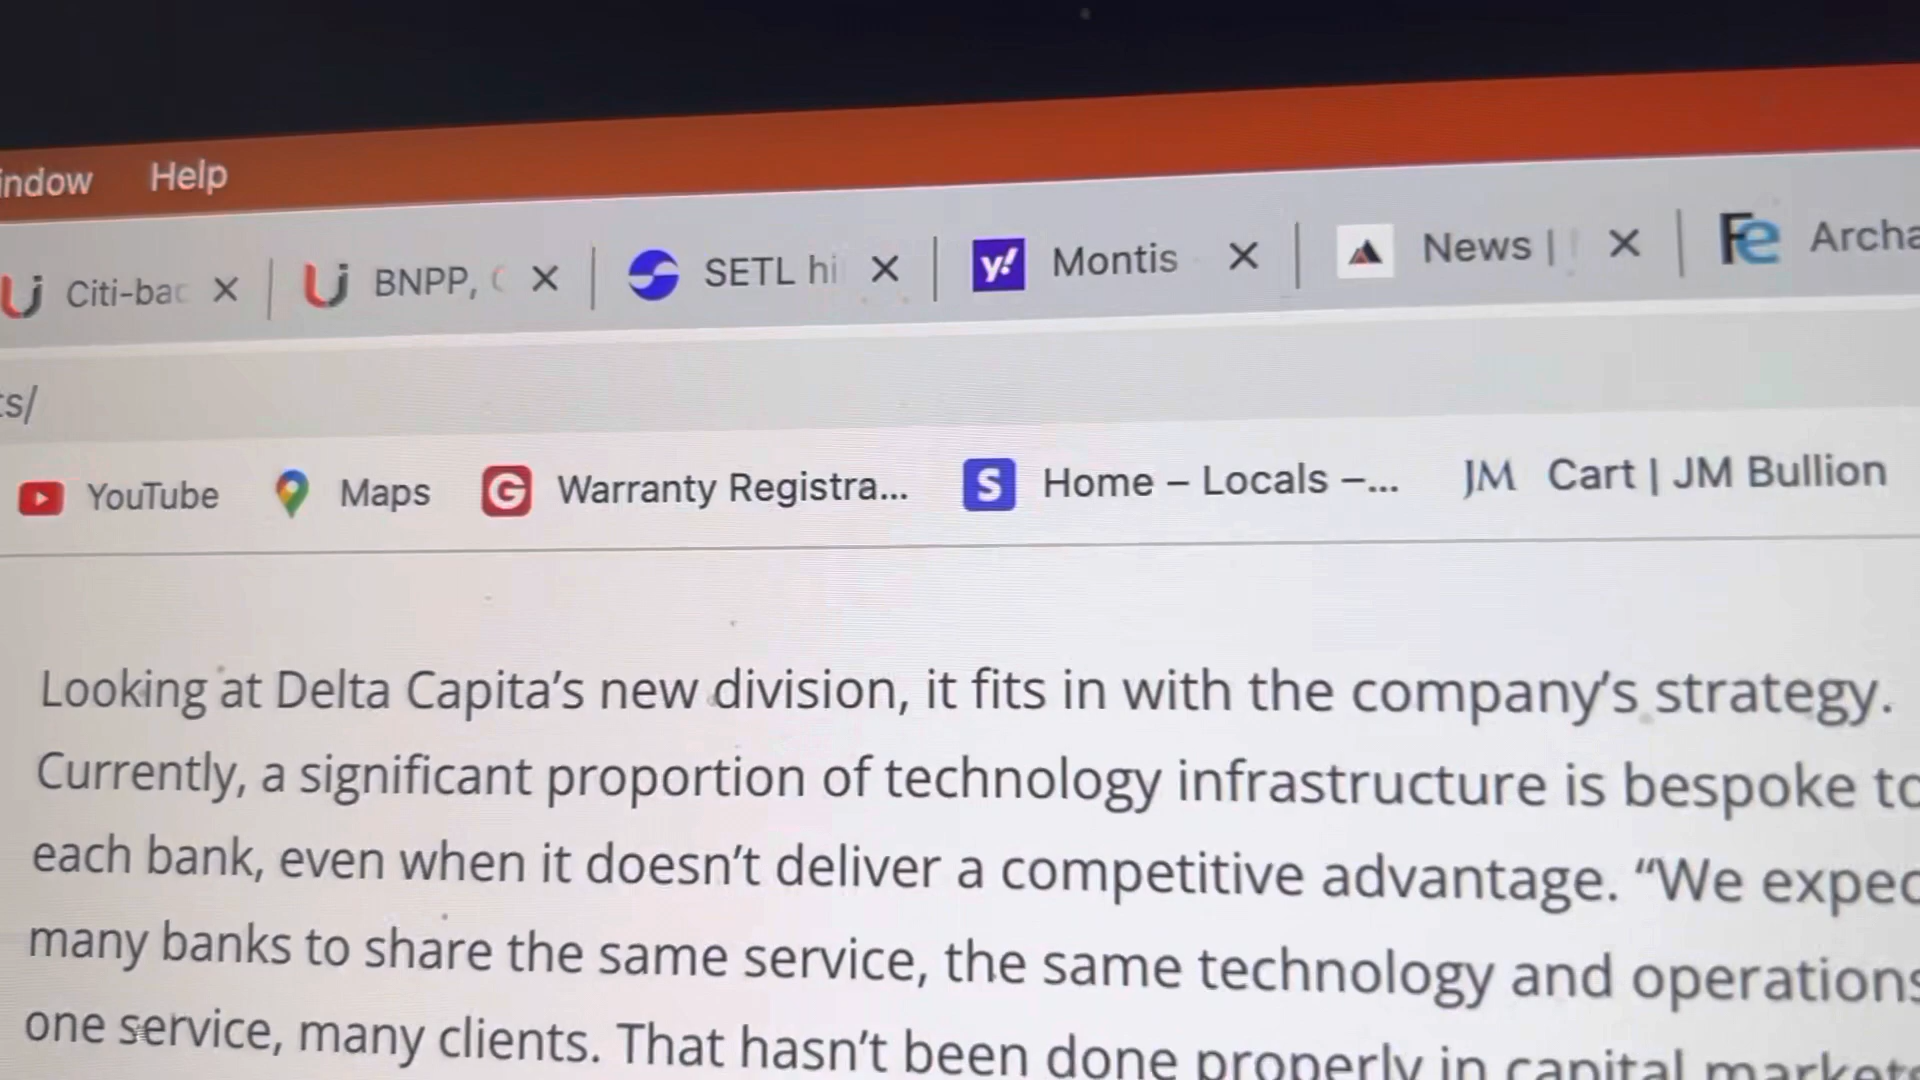 indow Help
Citi-bac BNPP, SETL hi Montis News | Archa
ts/
YouTube Maps Warranty Registra... Home – Locals –... JM Cart | JM Bullion
Looking at Delta Capita’s new division, it fits in with the company’s strategy.
Currently, a significant proportion of technology infrastructure is bespoke to
each bank, even when it doesn’t deliver a competitive advantage. “We expec
many banks to share the same service, the same technology and operations
one service, many clients. That hasn’t been done properly in capital markets